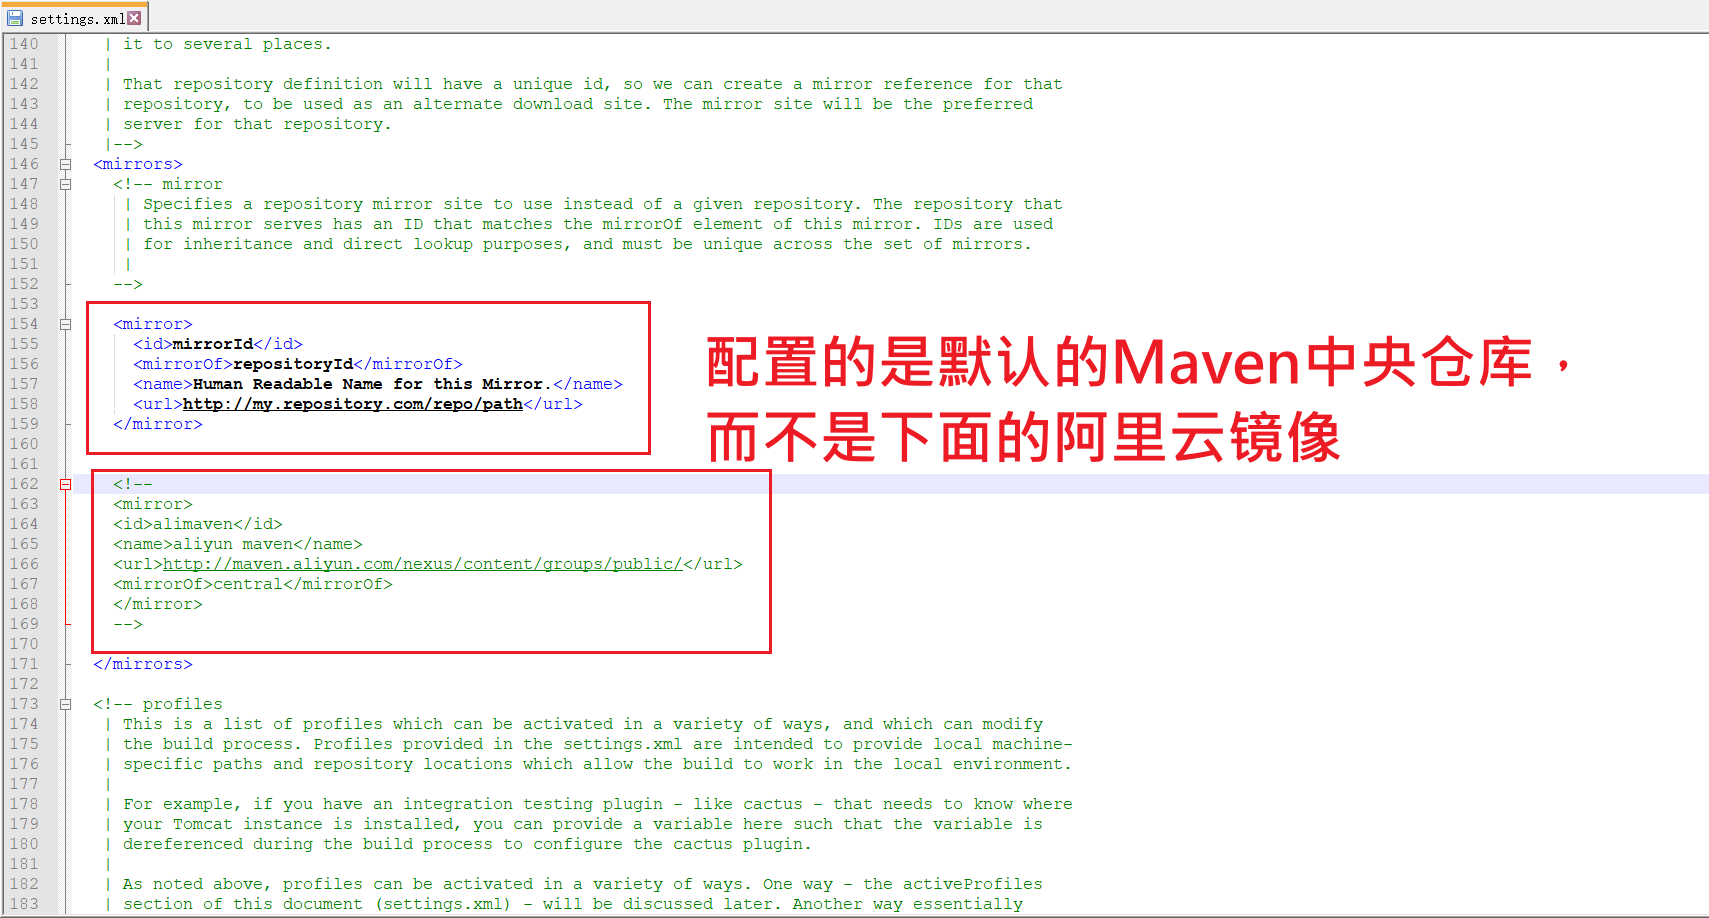 settings.xml
140 | it to several places.
141 |
142 | That repository definition will have a unique id, so we can create a mirror reference for that
143 | repository, to be used as an alternate download site. The mirror site will be the preferred
144 | server for that repository.
145 |-->
146 <mirrors>
147 <!-- mirror
148 | Specifies a repository mirror site to use instead of a given repository. The repository that
149 | this mirror serves has an ID that matches the mirrorOf element of this mirror. IDs are used
150 | for inheritance and direct lookup purposes, and must be unique across the set of mirrors.
151 |
152 -->
153
154 <mirror>
155 <id>mirrorId</id>
156 <mirrorOf>repositoryId</mirrorOf>
157 <name>Human Readable Name for this Mirror.</name>
158 <url>http://my.repository.com/repo/path</url>
159 </mirror>
配置的是默认的Maven中央仓库，
而不是下面的阿里云镜像
160
161
162 <!--
163 <mirror>
164 <id>alimaven</id>
165 <name>aliyun maven</name>
166 <url>http://maven.aliyun.com/nexus/content/groups/public/</url>
167 <mirrorOf>central</mirrorOf>
168 </mirror>
169 -->
170
171 </mirrors>
172
173 <!-- profiles
174 | This is a list of profiles which can be activated in a variety of ways, and which can modify
175 | the build process. Profiles provided in the settings.xml are intended to provide local machine-
176 | specific paths and repository locations which allow the build to work in the local environment.
177 |
178 | For example, if you have an integration testing plugin - like cactus - that needs to know where
179 | your Tomcat instance is installed, you can provide a variable here such that the variable is
180 | dereferenced during the build process to configure the cactus plugin.
181 |
182 | As noted above, profiles can be activated in a variety of ways. One way - the activeProfiles
183 | section of this document (settings.xml) - will be discussed later. Another way essentially